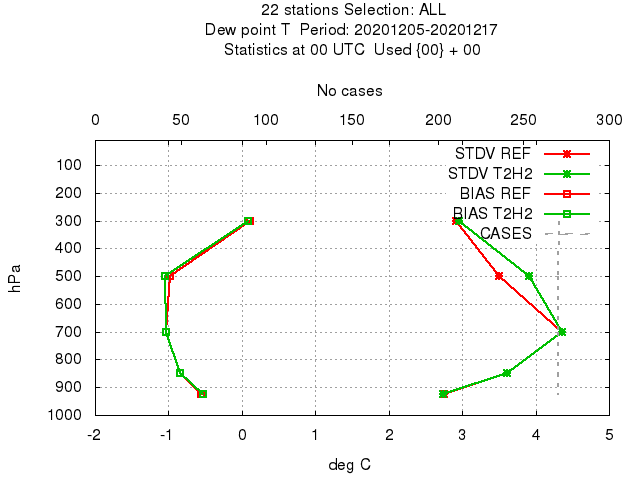 22 stations Selection: ALL
Dew point T  Period: 20201205-20201217
Statistics at 00 UTC  Used {00} + 00
No cases
0 50 100 150 200 250 300
STDV REF
STDV T2H2
BIAS REF
BIAS T2H2
CASES
100
200
300
400
500
600
700
800
900
1000
hPa
-2 -1 0 1 2 3 4 5
deg C